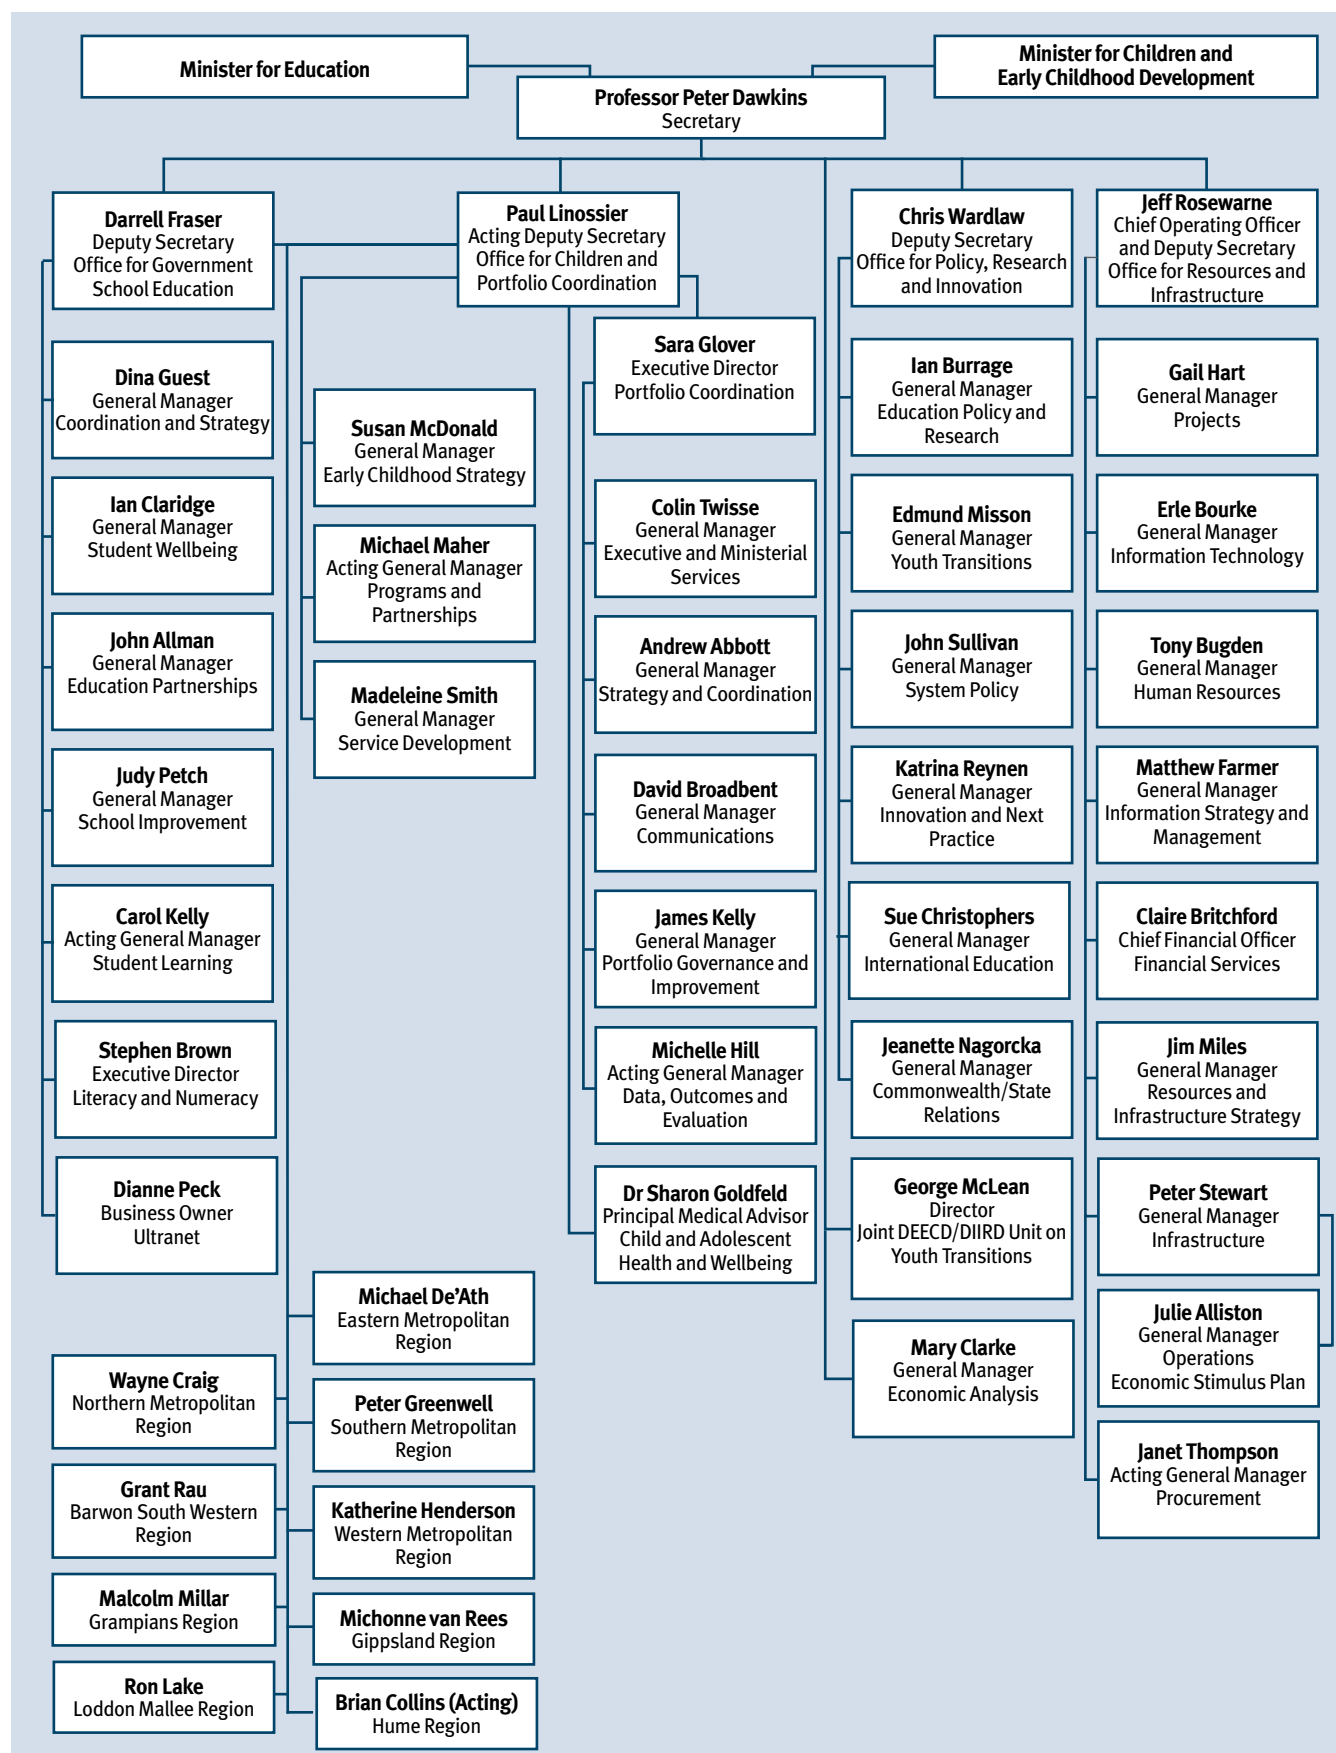 Minister for Education
Minister for Children and
Early Childhood Development
Professor Peter Dawkins
Secretary
Darrell Fraser
Deputy Secretary
Office for Government
School Education
Dina Guest
General Manager
Coordination and Strategy
Ian Claridge
General Manager
Student Wellbeing
John Allman
General Manager
Education Partnerships
Judy Petch
General Manager
School Improvement
Carol Kelly
Acting General Manager
Student Learning
Stephen Brown
Executive Director
Literacy and Numeracy
Dianne Peck
Business Owner
Ultranet
Wayne Craig
Northern Metropolitan
Region
Grant Rau
Barwon South Western
Region
Malcolm Millar
Grampians Region
Ron Lake
Loddon Mallee Region
Michael De’Ath
Eastern Metropolitan
Region
Peter Greenwell
Southern Metropolitan
Region
Katherine Henderson
Western Metropolitan
Region
Michonne van Rees
Gippsland Region
Brian Collins (Acting)
Hume Region
Paul Linossier
Acting Deputy Secretary
Office for Children and
Portfolio Coordination
Susan McDonald
General Manager
Early Childhood Strategy
Michael Maher
Acting General Manager
Programs and
Partnerships
Madeleine Smith
General Manager
Service Development
Sara Glover
Executive Director
Portfolio Coordination
Colin Twisse
General Manager
Executive and Ministerial
Services
Andrew Abbott
General Manager
Strategy and Coordination
David Broadbent
General Manager
Communications
James Kelly
General Manager
Portfolio Governance and
Improvement
Michelle Hill
Acting General Manager
Data, Outcomes and
Evaluation
Dr Sharon Goldfeld
Principal Medical Advisor
Child and Adolescent
Health and Wellbeing
Chris Wardlaw
Deputy Secretary
Office for Policy, Research
and Innovation
Ian Burrage
General Manager
Education Policy and
Research
Edmund Misson
General Manager
Youth Transitions
John Sullivan
General Manager
System Policy
Katrina Reynen
General Manager
Innovation and Next
Practice
Sue Christophers
General Manager
International Education
Jeanette Nagorcka
General Manager
Commonwealth/State
Relations
George McLean
Director
Joint DEECD/DIIRD Unit on
Youth Transitions
Mary Clarke
General Manager
Economic Analysis
Jeff Rosewarne
Chief Operating Officer
and Deputy Secretary
Office for Resources and
Infrastructure
Gail Hart
General Manager
Projects
Erle Bourke
General Manager
Information Technology
Tony Bugden
General Manager
Human Resources
Matthew Farmer
General Manager
Information Strategy and
Management
Claire Britchford
Chief Financial Officer
Financial Services
Jim Miles
General Manager
Resources and
Infrastructure Strategy
Peter Stewart
General Manager
Infrastructure
Julie Alliston
General Manager
Operations
Economic Stimulus Plan
Janet Thompson
Acting General Manager
Procurement